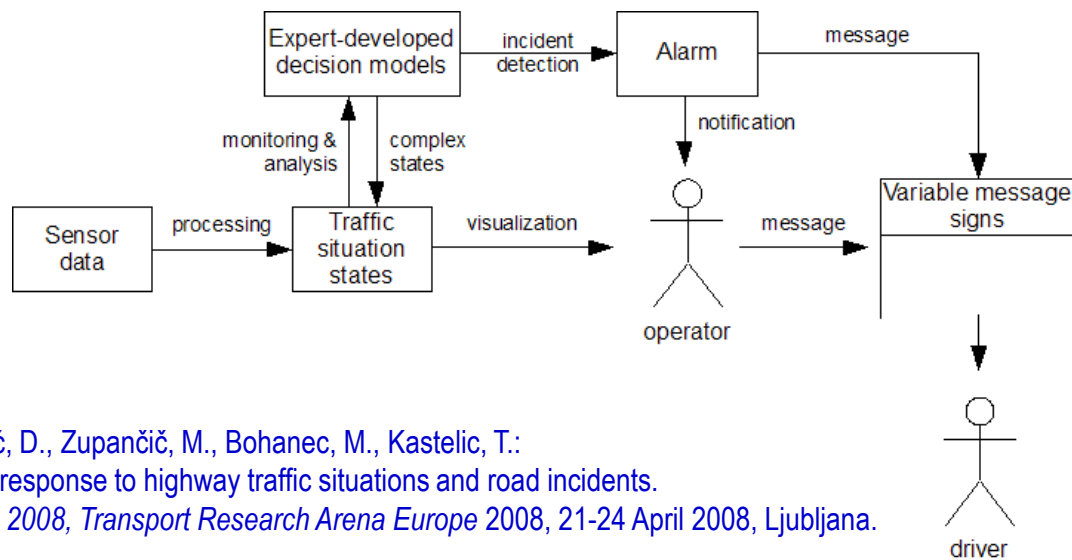 Expert-developed
decision models
incident
detection
Alarm
message
monitoring &
analysis
complex
states
notification
Sensor
data
processing
Traffic
situation
states
visualization
operator
message
Variable message
signs
driver
D., Zupančič, M., Bohanec, M., Kastelic, T.:
response to highway traffic situations and road incidents.
2008, Transport Research Arena Europe 2008, 21-24 April 2008, Ljubljana.